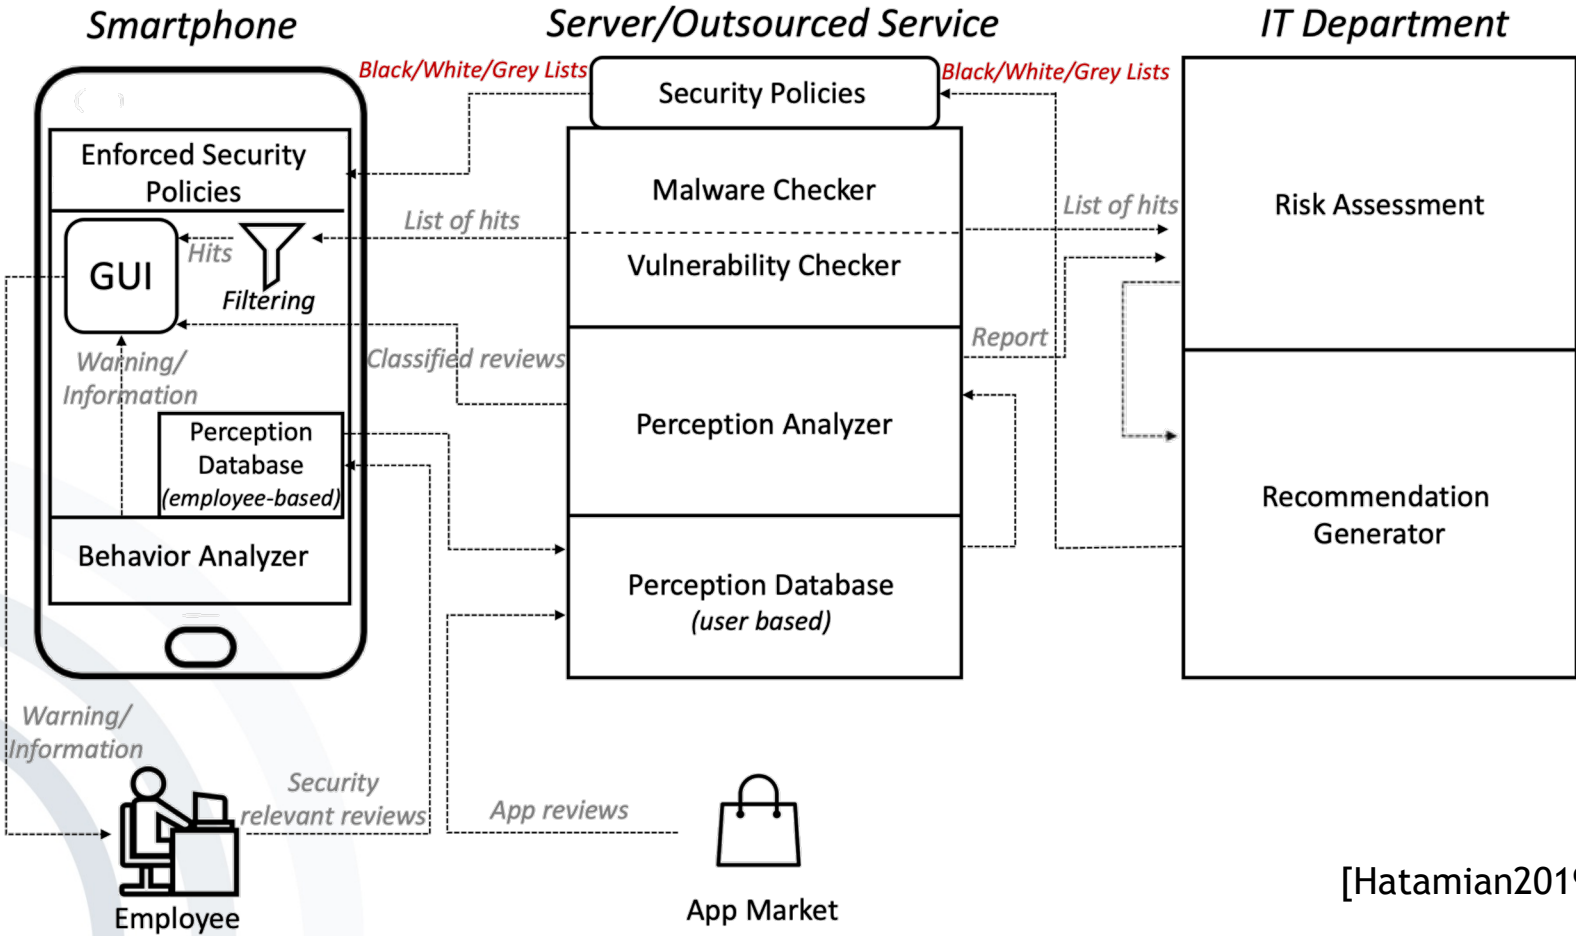 Smartphone
Server/Outsourced Service
IT Department
Black/White/Grey Lists
Security Policies
Black/White/Grey Lists
Enforced Security
Policies
Malware Checker
List of hits
List of hits
Risk Assessment
Hits
GUI
Filtering
Vulnerability Checker
Report
Warning/
Information
Classified reviews
Perception Analyzer
Perception
Database
(employee-based)
Recommendation
Generator
Behavior Analyzer
Perception Database
(user based)
Warning/
Information
Security
relevant reviews
App reviews
Employee
App Market
[Hatamian2019